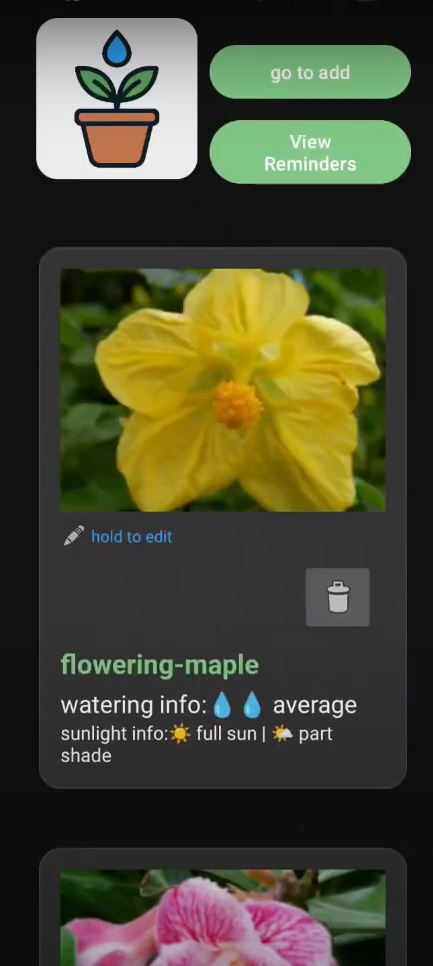 go to add
View
Reminders
hold to edit
flowering-maple
watering info:💧💧 average
sunlight info:☀️ full sun | 🌤️ part
shade